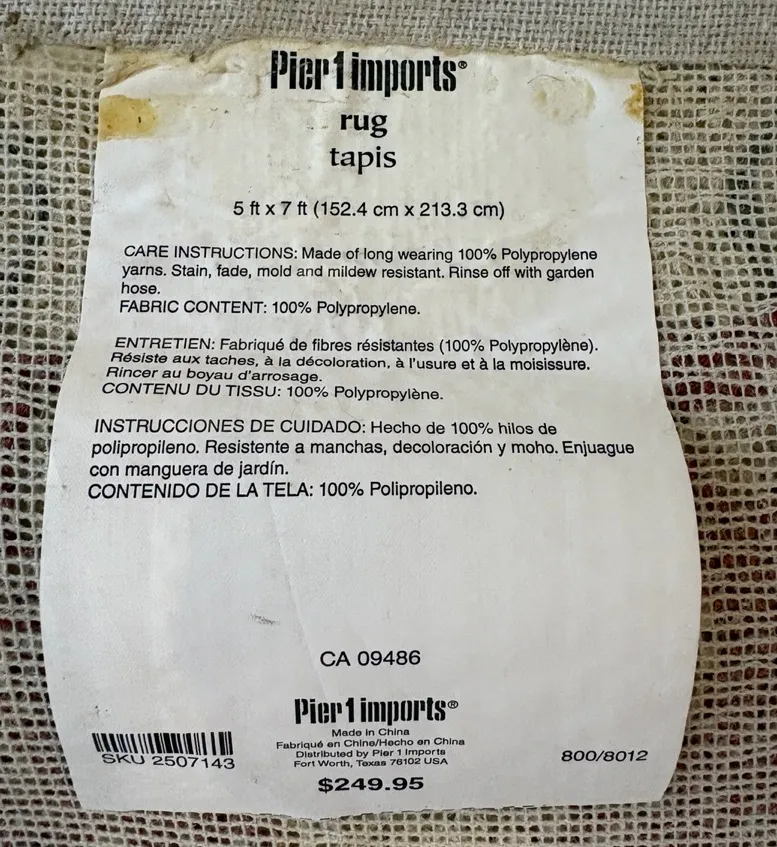 Pier 1 imports®
rug
tapis
5 ft x 7 ft (152.4 cm x 213.3 cm)
CARE INSTRUCTIONS: Made of long wearing 100% Polypropylene
yarns. Stain, fade, mold and mildew resistant. Rinse off with garden
hose.
FABRIC CONTENT: 100% Polypropylene.
ENTRETIEN: Fabriqué de fibres résistantes (100% Polypropylène).
Résiste aux taches, à la décoloration, à l'usure et à la moisissure.
Rincer au boyau d'arrosage.
CONTENU DU TISSU: 100% Polypropylène.
INSTRUCCIONES DE CUIDADO: Hecho de 100% hilos de
polipropileno. Resistente a manchas, decoloración y moho. Enjuague
con manguera de jardín.
CONTENIDO DE LA TELA: 100% Polipropileno.
CA 09486
Pier 1 imports®
Made in China
Fabriqué en Chine/Hecho en China
Distributed by Pier 1 Imports
Fort Worth, Texas 76102 USA
$249.95
SKU 2507143
800/8012